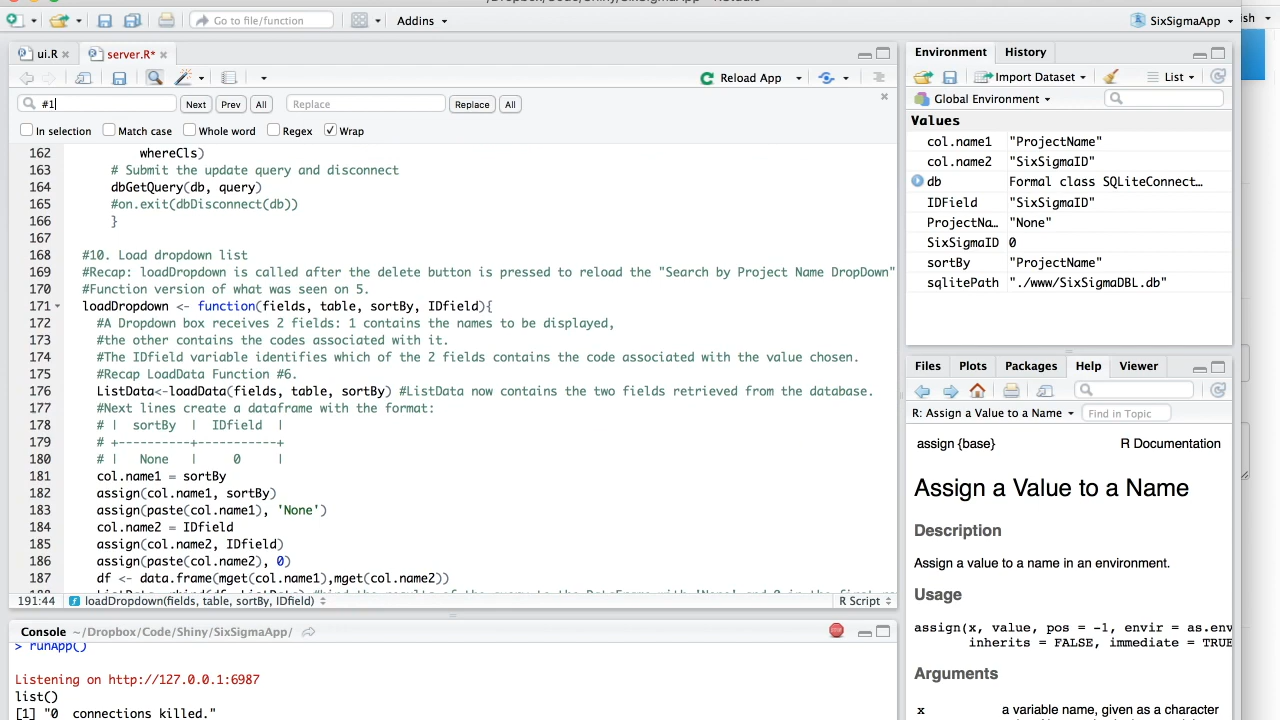 /Dropbox/Code/Shiny/SixSigmaApp - RStudio
Go to file/function
Addins
SixSigmaApp
sh
ui.R
server.R*
Reload App
#1
Next
Prev
All
Replace
Replace
All
In selection
Match case
Whole word
Regex
Wrap
162 whereCls)
163 # Submit the update query and disconnect
164 dbGetQuery(db, query)
165 #on.exit(dbDisconnect(db))
166 }
167
168 #10. Load dropdown list
169 #Recap: loadDropdown is called after the delete button is pressed to reload the "Search by Project Name DropDown"
170 #Function version of what was seen on 5.
171 loadDropdown <- function(fields, table, sortBy, IDfield){
172 #A Dropdown box receives 2 fields: 1 contains the names to be displayed,
173 #the other contains the codes associated with it.
174 #The IDfield variable identifies which of the 2 fields contains the code associated with the value chosen.
175 #Recap LoadData Function #6.
176 ListData<-loadData(fields, table, sortBy) #ListData now contains the two fields retrieved from the database.
177 #Next lines create a dataframe with the format:
178 # | sortBy | IDfield |
179 # +----------+-----------+
180 # | None | 0 |
181 col.name1 = sortBy
182 assign(col.name1, sortBy)
183 assign(paste(col.name1), 'None')
184 col.name2 = IDfield
185 assign(col.name2, IDfield)
186 assign(paste(col.name2), 0)
187 df <- data.frame(mget(col.name1),mget(col.name2))
191:44 loadDropdown(fields, table, sortBy, IDfield) R Script
Console ~/Dropbox/Code/Shiny/SixSigmaApp/
> runApp()
Listening on http://127.0.0.1:6987
list()
[1] "0 connections killed."
Environment History
Import Dataset List
Global Environment
Values
col.name1 "ProjectName"
col.name2 "SixSigmaID"
db Formal class SQLiteConnect…
IDField "SixSigmaID"
ProjectNa… "None"
SixSigmaID 0
sortBy "ProjectName"
sqlitePath "./www/SixSigmaDBL.db"
Files Plots Packages Help Viewer
R: Assign a Value to a Name Find in Topic
assign {base} R Documentation
Assign a Value to a Name
Description
Assign a value to a name in an environment.
Usage
assign(x, value, pos = -1, envir = as.env
inherits = FALSE, immediate = TRUE
Arguments
x a variable name, given as a character